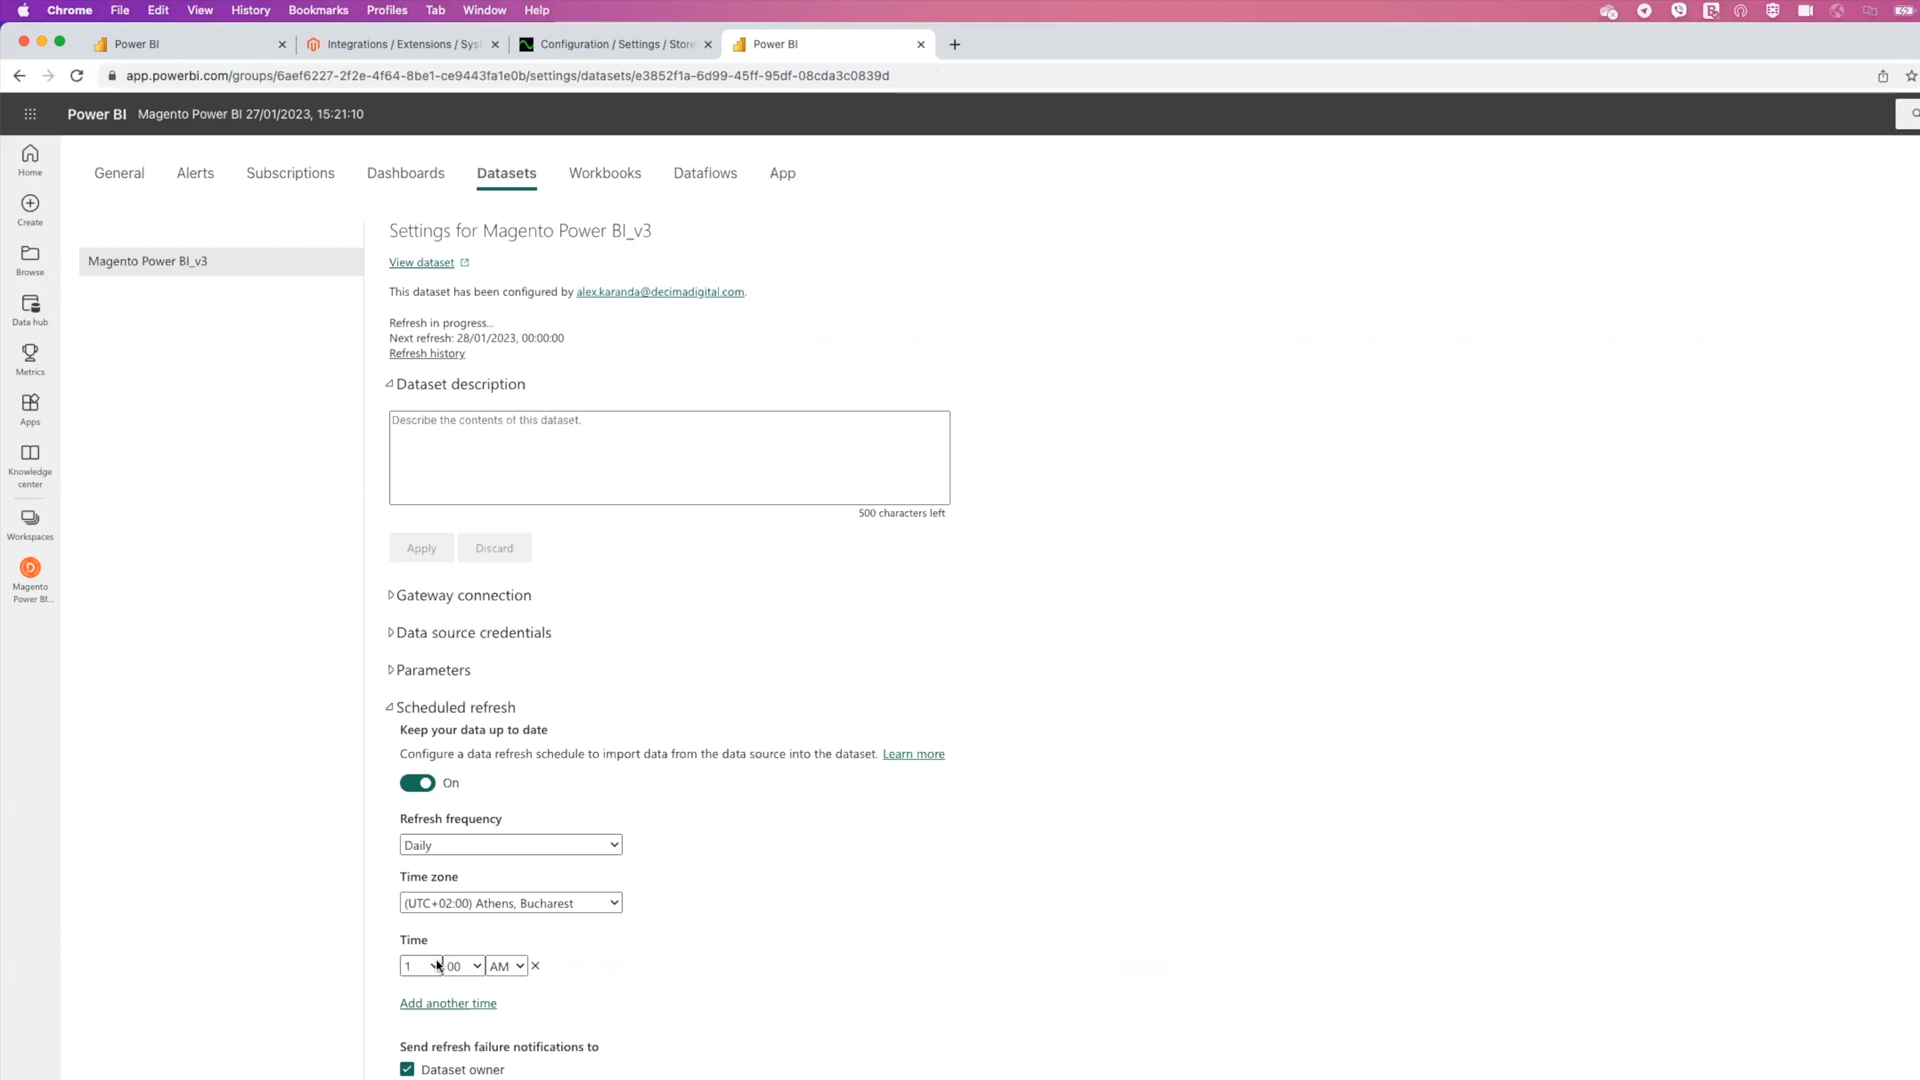 Chrome File Edit View History Bookmarks Profiles Tab Window Help
Power BI Integrations / Extensions / Syst Configuration / Settings / Store Power BI
app.powerbi.com/groups/6aef6227-2f2e-4f64-8be1-ce9443fa1e0b/settings/datasets/e3852f1a-6d99-45ff-95df-08cda3c0839d
Power BI Magento Power BI 27/01/2023, 15:21:10
Home
Create
Browse
Data hub
Metrics
Apps
Knowledge
center
Workspaces
Magento
Power BI...
General Alerts Subscriptions Dashboards Datasets Workbooks Dataflows App
Magento Power BI_v3
Settings for Magento Power BI_v3
View dataset
This dataset has been configured by alex.karanda@decimadigital.com.
Refresh in progress...
Next refresh: 28/01/2023, 00:00:00
Refresh history
Dataset description
Describe the contents of this dataset.
500 characters left
Apply Discard
Gateway connection
Data source credentials
Parameters
Scheduled refresh
Keep your data up to date
Configure a data refresh schedule to import data from the data source into the dataset. Learn more
On
Refresh frequency
Daily
Time zone
(UTC+02:00) Athens, Bucharest
Time
1 00 AM
Add another time
Send refresh failure notifications to
Dataset owner